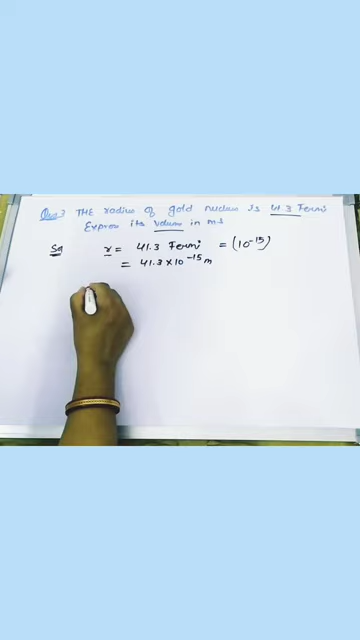 Ques 3 THE radius of gold nucleus is 41.3 Fermi
Express its volume in m3
Sol r = 41.3 Fermi = (10⁻¹⁵)
= 41.3 × 10⁻¹⁵ m